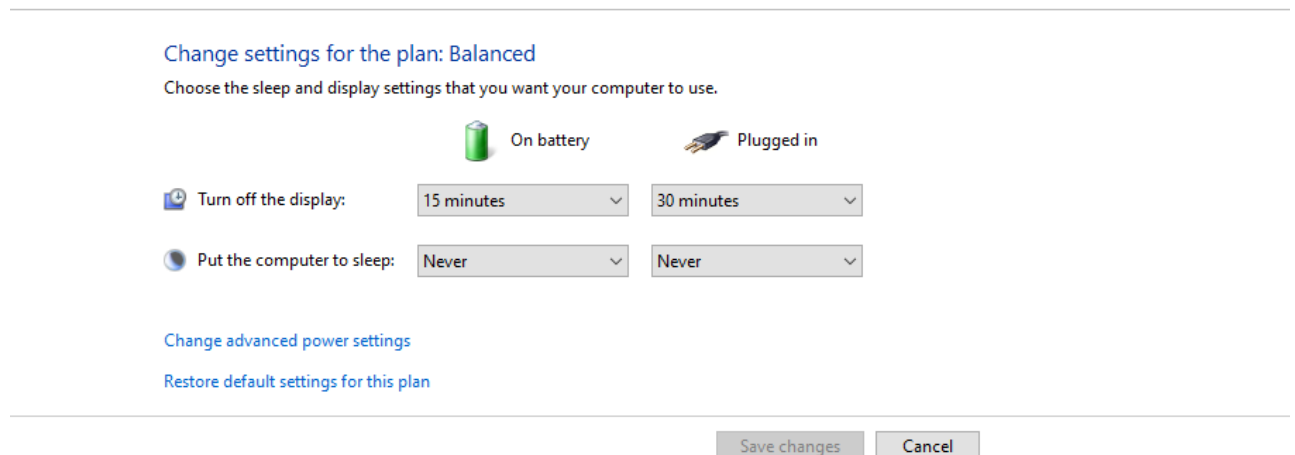 Change settings for the plan: Balanced
Choose the sleep and display settings that you want your computer to use.
On battery Plugged in
Turn off the display: 15 minutes 30 minutes
Put the computer to sleep: Never Never
Change advanced power settings
Restore default settings for this plan
Save changes Cancel